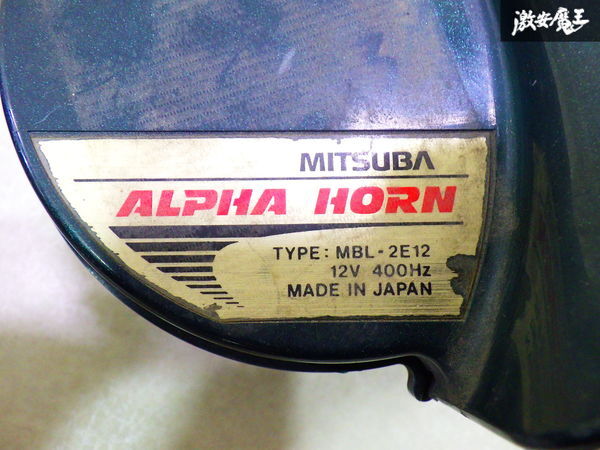 激安魔王
MITSUBA
ALPHA HORN
TYPE: MBL-2E12
12V 400Hz
MADE IN JAPAN